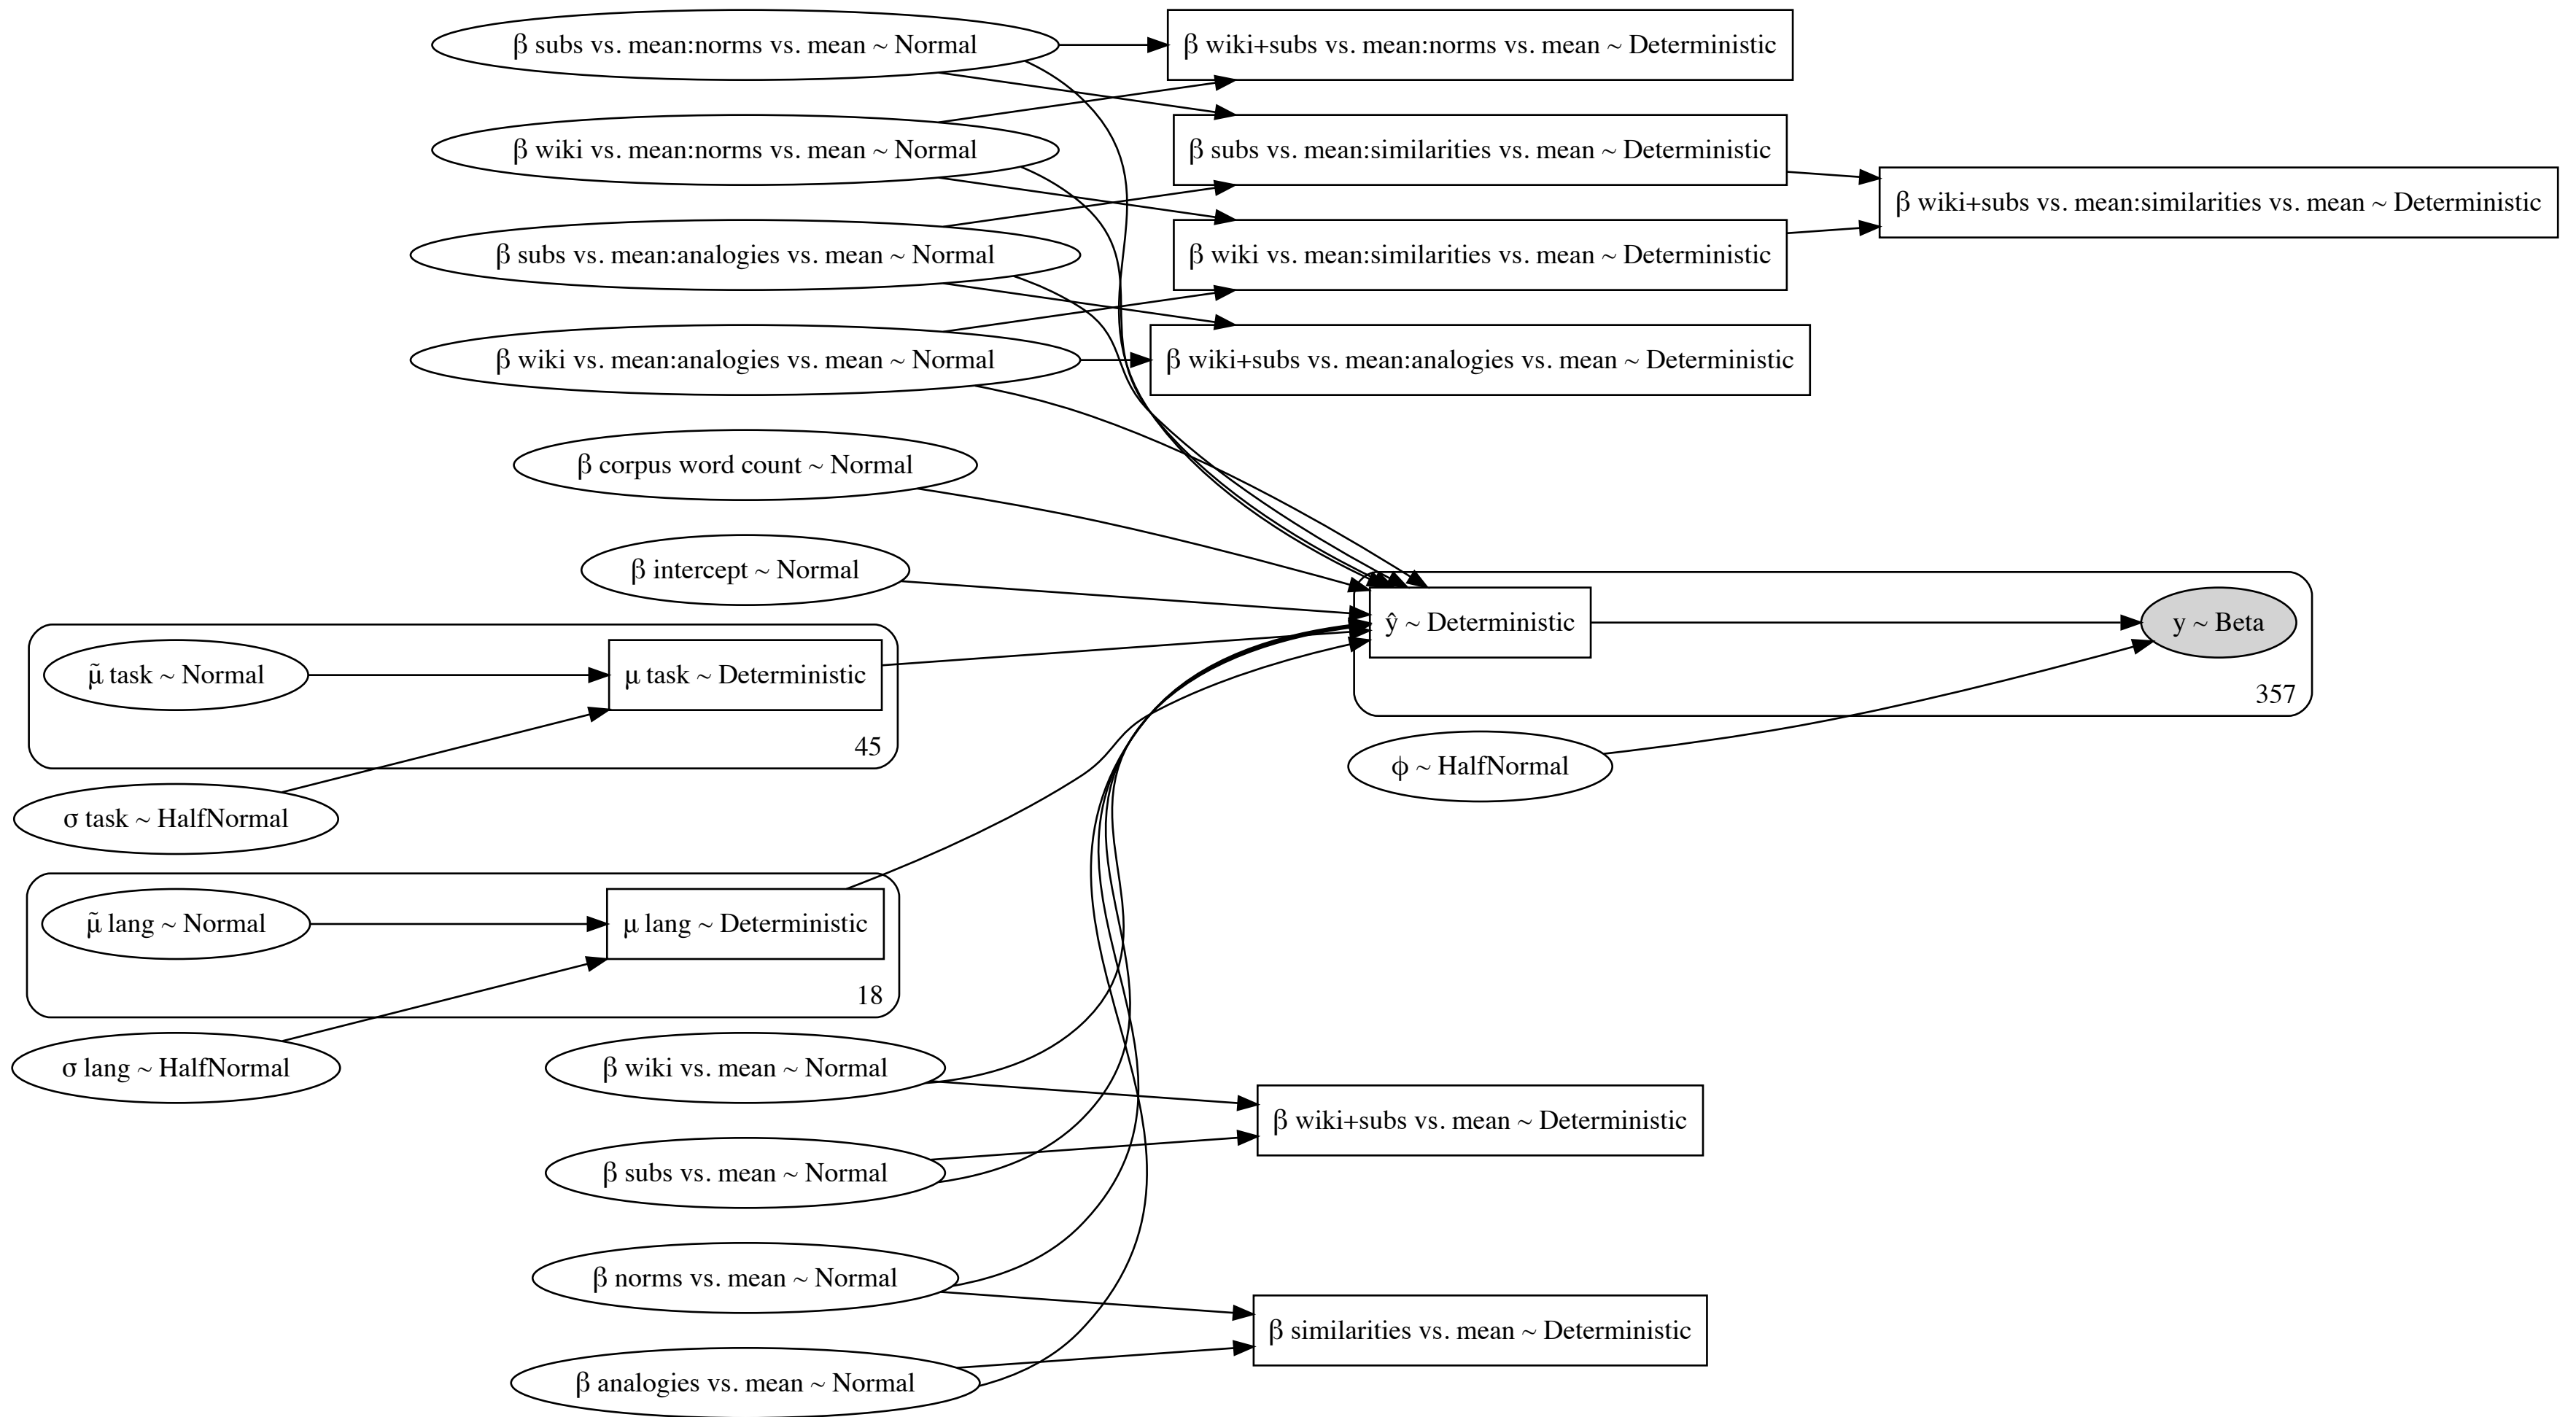 β subs vs. mean:norms vs. mean ~ Normal
β wiki+subs vs. mean:norms vs. mean ~ Deterministic
β wiki vs. mean:norms vs. mean ~ Normal
β subs vs. mean:similarities vs. mean ~ Deterministic
β wiki+subs vs. mean:similarities vs. mean ~ Deterministic
β subs vs. mean:analogies vs. mean ~ Normal
β wiki vs. mean:similarities vs. mean ~ Deterministic
β wiki vs. mean:analogies vs. mean ~ Normal
β wiki+subs vs. mean:analogies vs. mean ~ Deterministic
β corpus word count ~ Normal
β intercept ~ Normal
ŷ ~ Deterministic
y ~ Beta
357
μ̃ task ~ Normal
μ task ~ Deterministic
45
ϕ ~ HalfNormal
σ task ~ HalfNormal
μ̃ lang ~ Normal
μ lang ~ Deterministic
18
σ lang ~ HalfNormal
β wiki vs. mean ~ Normal
β wiki+subs vs. mean ~ Deterministic
β subs vs. mean ~ Normal
β norms vs. mean ~ Normal
β similarities vs. mean ~ Deterministic
β analogies vs. mean ~ Normal